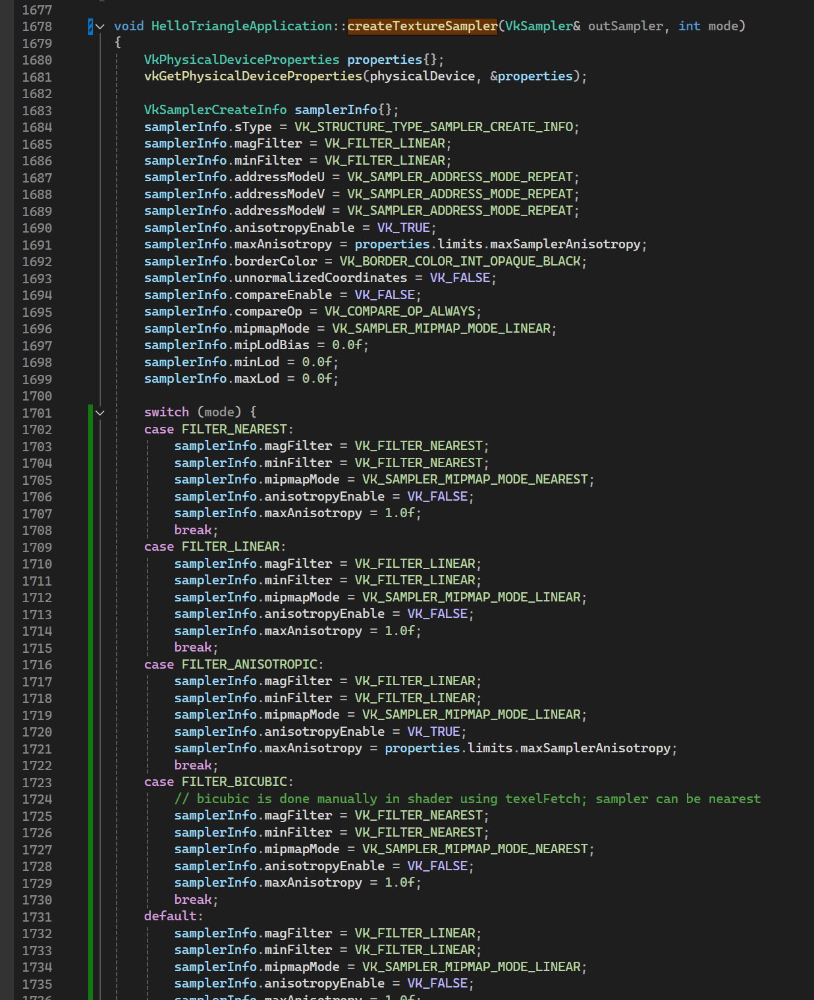 1677
1678 void HelloTriangleApplication::createTextureSampler(VkSampler& outSampler, int mode)
1679 {
1680 VkPhysicalDeviceProperties properties{};
1681 vkGetPhysicalDeviceProperties(physicalDevice, &properties);
1682
1683 VkSamplerCreateInfo samplerInfo{};
1684 samplerInfo.sType = VK_STRUCTURE_TYPE_SAMPLER_CREATE_INFO;
1685 samplerInfo.magFilter = VK_FILTER_LINEAR;
1686 samplerInfo.minFilter = VK_FILTER_LINEAR;
1687 samplerInfo.addressModeU = VK_SAMPLER_ADDRESS_MODE_REPEAT;
1688 samplerInfo.addressModeV = VK_SAMPLER_ADDRESS_MODE_REPEAT;
1689 samplerInfo.addressModeW = VK_SAMPLER_ADDRESS_MODE_REPEAT;
1690 samplerInfo.anisotropyEnable = VK_TRUE;
1691 samplerInfo.maxAnisotropy = properties.limits.maxSamplerAnisotropy;
1692 samplerInfo.borderColor = VK_BORDER_COLOR_INT_OPAQUE_BLACK;
1693 samplerInfo.unnormalizedCoordinates = VK_FALSE;
1694 samplerInfo.compareEnable = VK_FALSE;
1695 samplerInfo.compareOp = VK_COMPARE_OP_ALWAYS;
1696 samplerInfo.mipmapMode = VK_SAMPLER_MIPMAP_MODE_LINEAR;
1697 samplerInfo.mipLodBias = 0.0f;
1698 samplerInfo.minLod = 0.0f;
1699 samplerInfo.maxLod = 0.0f;
1700
1701 switch (mode) {
1702 case FILTER_NEAREST:
1703 samplerInfo.magFilter = VK_FILTER_NEAREST;
1704 samplerInfo.minFilter = VK_FILTER_NEAREST;
1705 samplerInfo.mipmapMode = VK_SAMPLER_MIPMAP_MODE_NEAREST;
1706 samplerInfo.anisotropyEnable = VK_FALSE;
1707 samplerInfo.maxAnisotropy = 1.0f;
1708 break;
1709 case FILTER_LINEAR:
1710 samplerInfo.magFilter = VK_FILTER_LINEAR;
1711 samplerInfo.minFilter = VK_FILTER_LINEAR;
1712 samplerInfo.mipmapMode = VK_SAMPLER_MIPMAP_MODE_LINEAR;
1713 samplerInfo.anisotropyEnable = VK_FALSE;
1714 samplerInfo.maxAnisotropy = 1.0f;
1715 break;
1716 case FILTER_ANISOTROPIC:
1717 samplerInfo.magFilter = VK_FILTER_LINEAR;
1718 samplerInfo.minFilter = VK_FILTER_LINEAR;
1719 samplerInfo.mipmapMode = VK_SAMPLER_MIPMAP_MODE_LINEAR;
1720 samplerInfo.anisotropyEnable = VK_TRUE;
1721 samplerInfo.maxAnisotropy = properties.limits.maxSamplerAnisotropy;
1722 break;
1723 case FILTER_BICUBIC:
1724 // bicubic is done manually in shader using texelFetch; sampler can be nearest
1725 samplerInfo.magFilter = VK_FILTER_NEAREST;
1726 samplerInfo.minFilter = VK_FILTER_NEAREST;
1727 samplerInfo.mipmapMode = VK_SAMPLER_MIPMAP_MODE_NEAREST;
1728 samplerInfo.anisotropyEnable = VK_FALSE;
1729 samplerInfo.maxAnisotropy = 1.0f;
1730 break;
1731 default:
1732 samplerInfo.magFilter = VK_FILTER_LINEAR;
1733 samplerInfo.minFilter = VK_FILTER_LINEAR;
1734 samplerInfo.mipmapMode = VK_SAMPLER_MIPMAP_MODE_LINEAR;
1735 samplerInfo.anisotropyEnable = VK_FALSE;
1736 samplerInfo.maxAnisotropy = 1.0f;